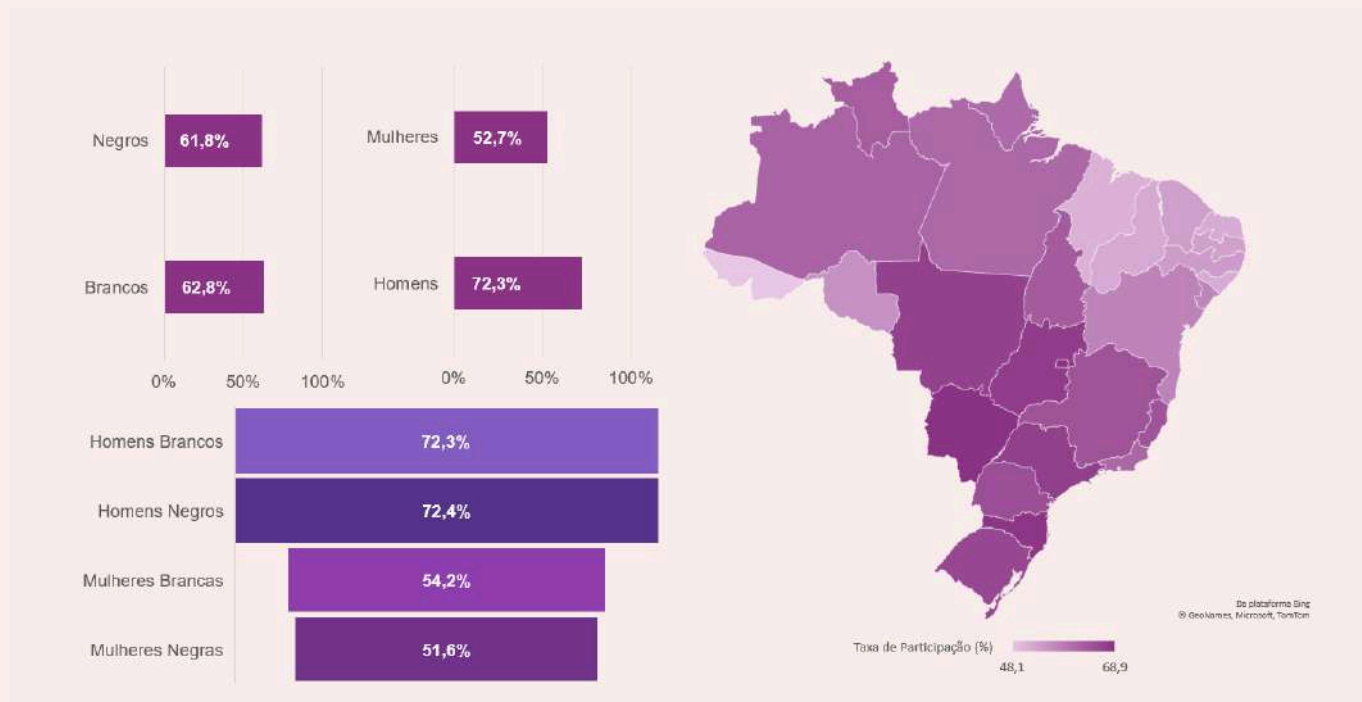 Negros
61,8%
Brancos
62,8%
0%
50%
100%
Mulheres
52,7%
Homens
72,3%
0%
50%
100%
Homens Brancos
72,3%
Homens Negros
72,4%
Mulheres Brancas
54,2%
Mulheres Negras
51,6%
Da plataforma Bing
© GeoNames, Microsoft, TomTom
Taxa de Participação (%)
48,1
68,9